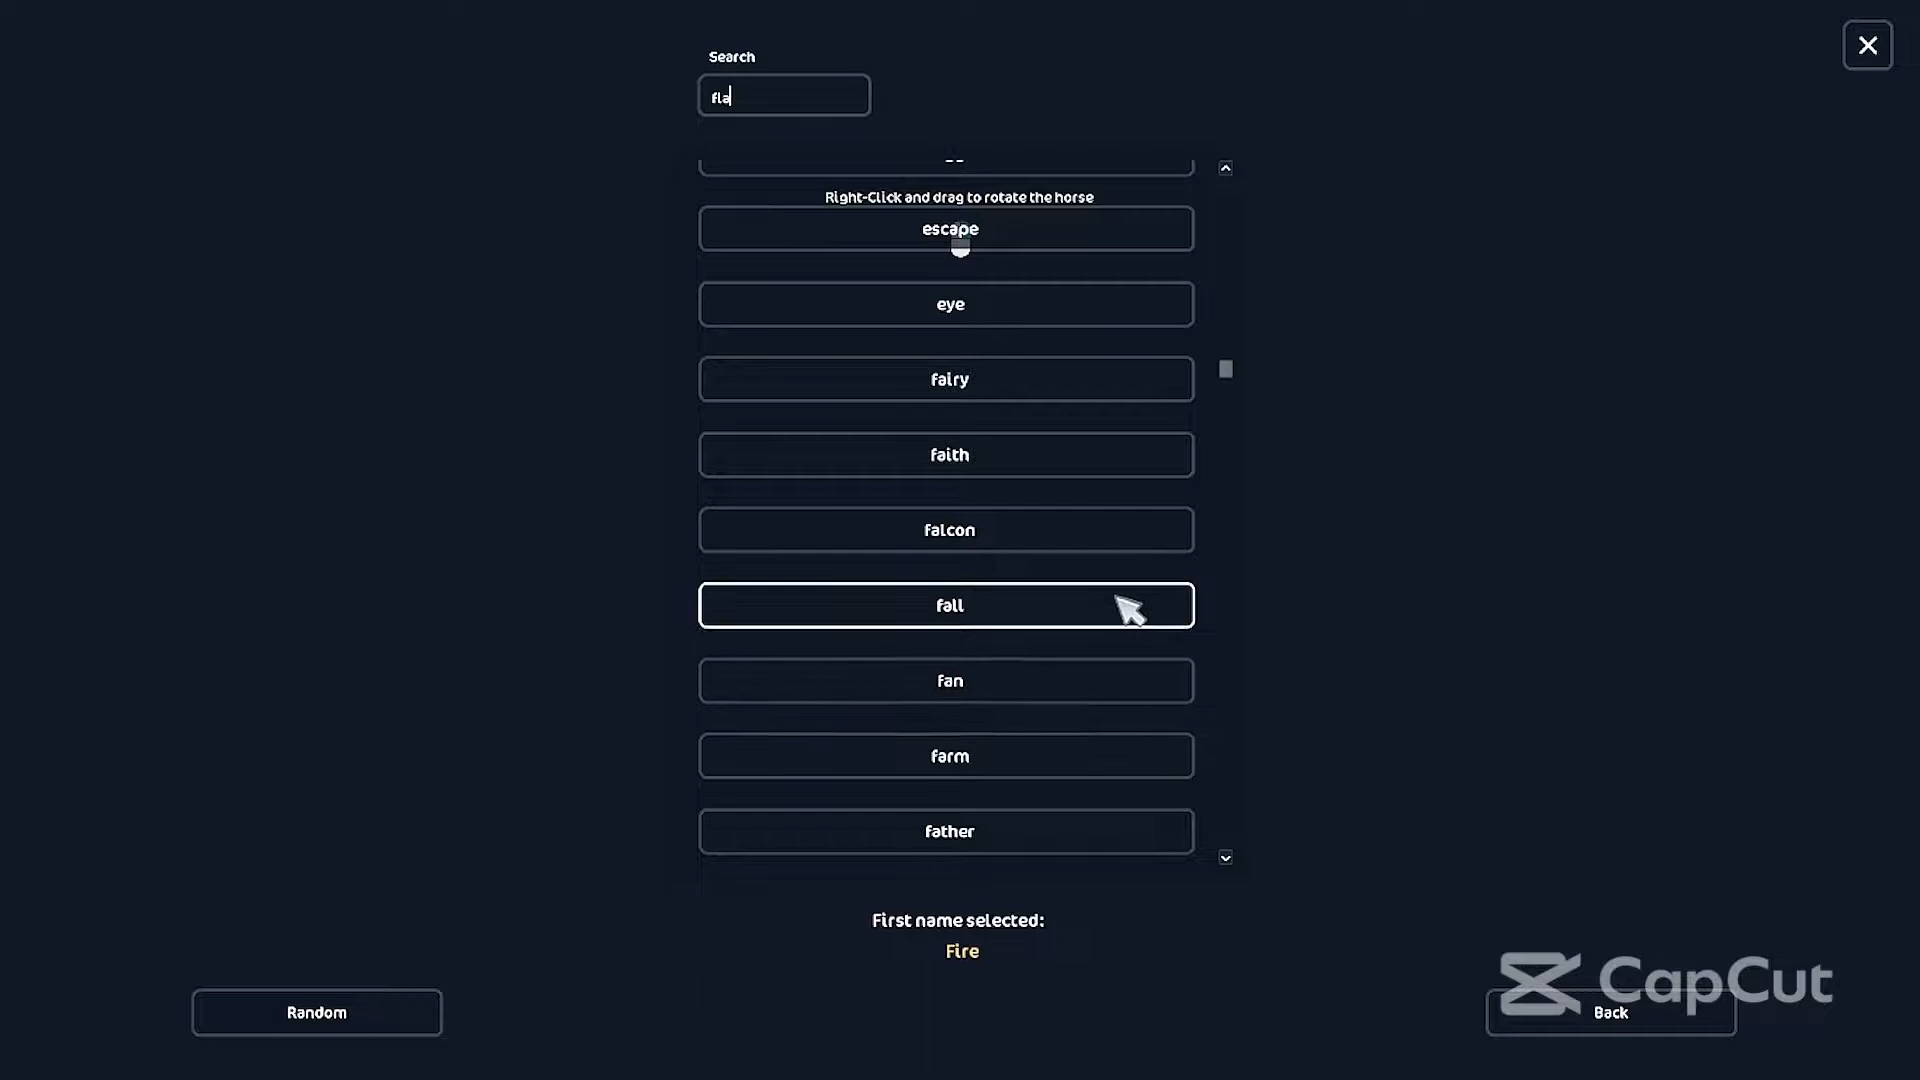 Search
fla
Right-Click and drag to rotate the horse
escape
eye
fairy
faith
falcon
fall
fan
farm
father
First name selected:
Fire
CapCut
Random
Back